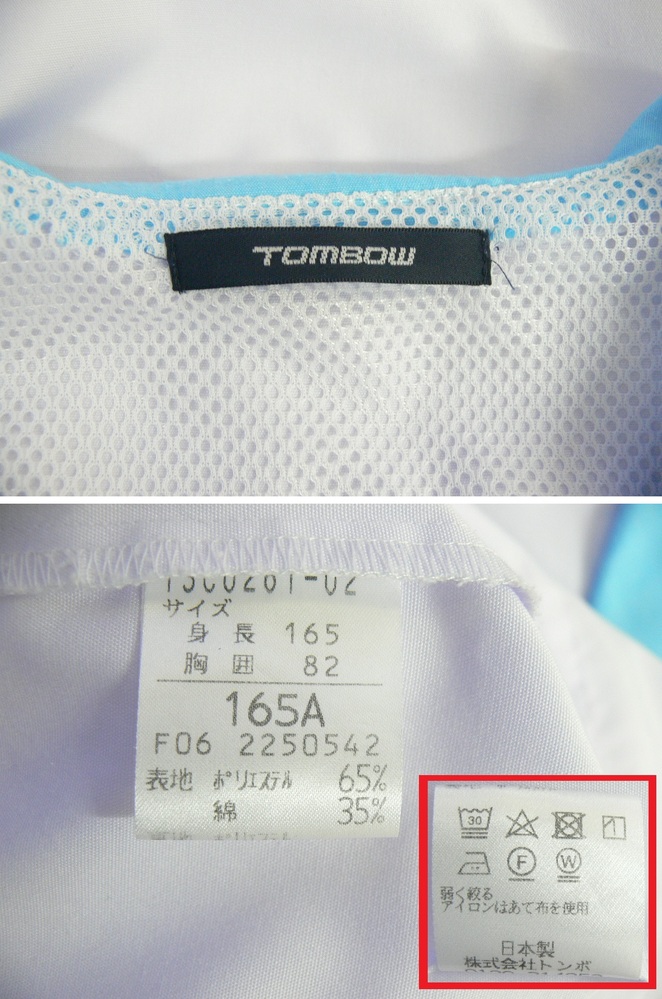 TOMBOW
サイズ
身長 165
胸囲 82
165A
F06 2250542
表地 ポリエステル 65%
綿 35%
30
F W
弱く絞る
アイロンはあて布を使用
日本製
株式会社トンボ